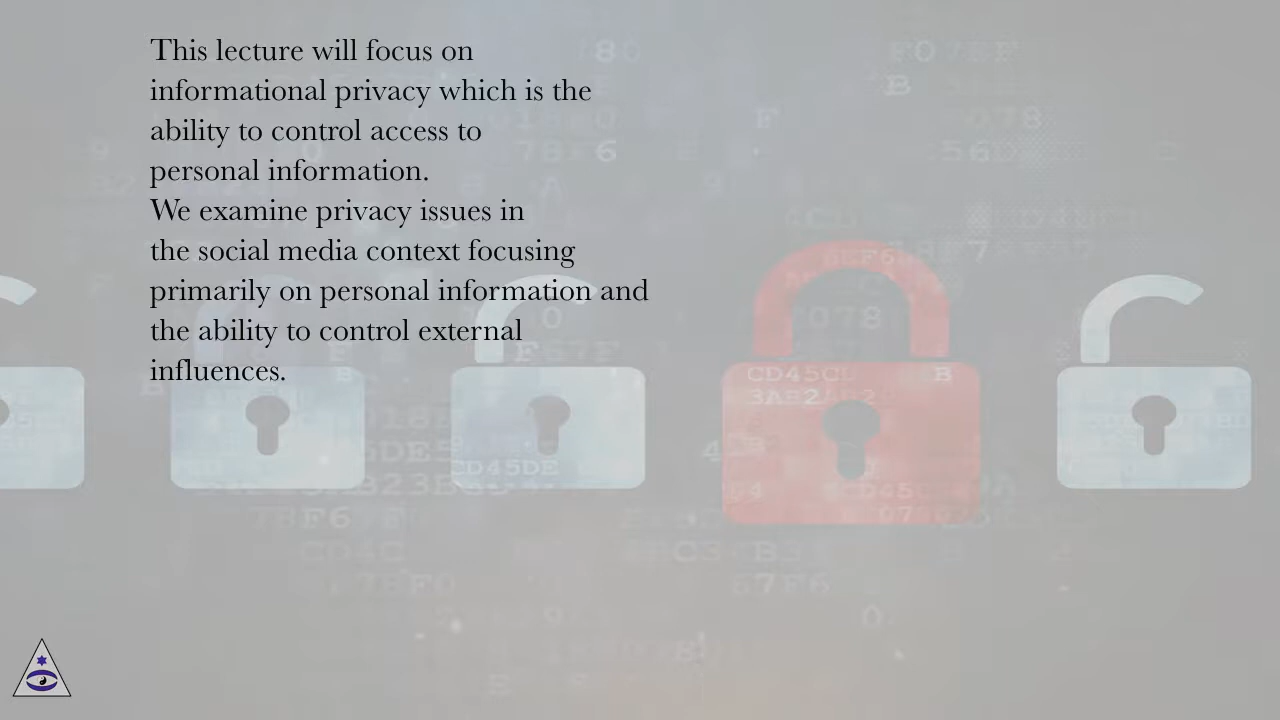 This lecture will focus on
informational privacy which is the
ability to control access to
personal information.
We examine privacy issues in
the social media context focusing
primarily on personal information and
the ability to control external
influences.